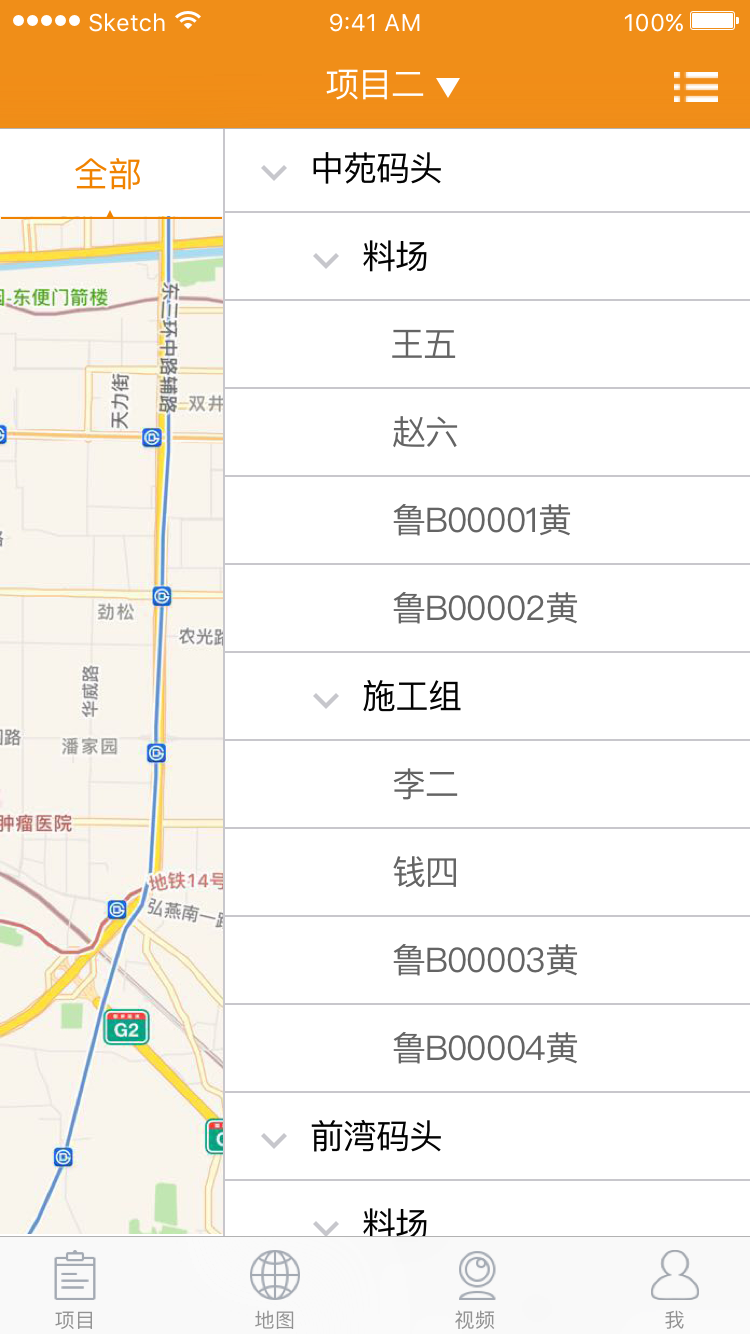 Sketch 9:41 AM 100%
项目二
全部
中苑码头
料场
王五
赵六
鲁B00001黄
鲁B00002黄
施工组
李二
钱四
鲁B00003黄
鲁B00004黄
前湾码头
料场
东便门箭楼
东三环中路辅路
天力街
双井
劲松
农光路
华威路
潘家园
肿瘤医院
地铁14号
弘燕南一路
G2
项目 地图 视频 我